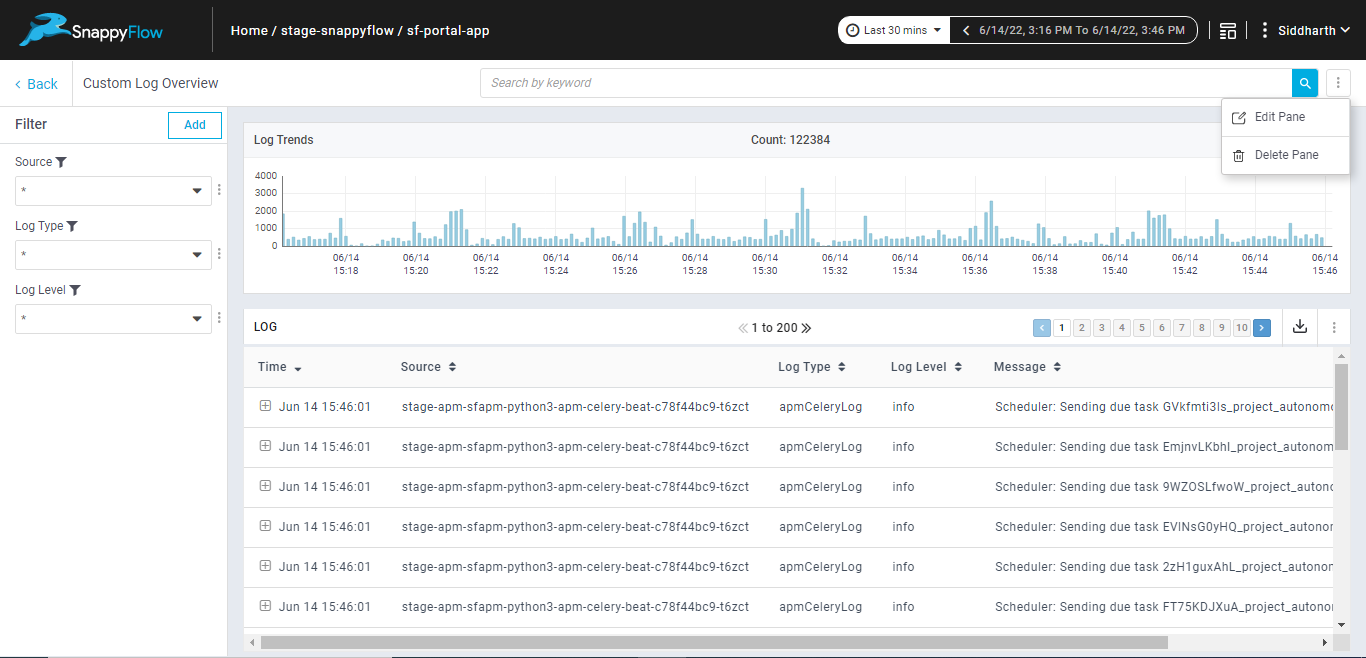 SnappyFlow
Home / stage-snappyflow / sf-portal-app
Last 30 mins
6/14/22, 3:16 PM To 6/14/22, 3:46 PM
Siddharth
Back
Custom Log Overview
Search by keyword
Edit Pane
Delete Pane
Filter
Add
Source
*
Log Type
*
Log Level
*
Log Trends
Count: 122384
4000
3000
2000
1000
0
06/14 06/14 06/14 06/14 06/14 06/14 06/14 06/14 06/14 06/14 06/14 06/14 06/14 06/14 06/14
15:18 15:20 15:22 15:24 15:26 15:28 15:30 15:32 15:34 15:36 15:38 15:40 15:42 15:44 15:46
LOG
1 to 200
1 2 3 4 5 6 7 8 9 10
Time Source Log Type Log Level Message
Jun 14 15:46:01 stage-apm-sfapm-python3-apm-celery-beat-c78f44bc9-t6zct apmCeleryLog info Scheduler: Sending due task GVkfmti3Is_project_autonomo
Jun 14 15:46:01 stage-apm-sfapm-python3-apm-celery-beat-c78f44bc9-t6zct apmCeleryLog info Scheduler: Sending due task EmjnvLKbhI_project_autonom
Jun 14 15:46:01 stage-apm-sfapm-python3-apm-celery-beat-c78f44bc9-t6zct apmCeleryLog info Scheduler: Sending due task 9WZOSLfwoW_project_autono
Jun 14 15:46:01 stage-apm-sfapm-python3-apm-celery-beat-c78f44bc9-t6zct apmCeleryLog info Scheduler: Sending due task EVINsG0yHQ_project_autonon
Jun 14 15:46:01 stage-apm-sfapm-python3-apm-celery-beat-c78f44bc9-t6zct apmCeleryLog info Scheduler: Sending due task 2zH1guxAhL_project_autonon
Jun 14 15:46:01 stage-apm-sfapm-python3-apm-celery-beat-c78f44bc9-t6zct apmCeleryLog info Scheduler: Sending due task FT75KDJXuA_project_autono